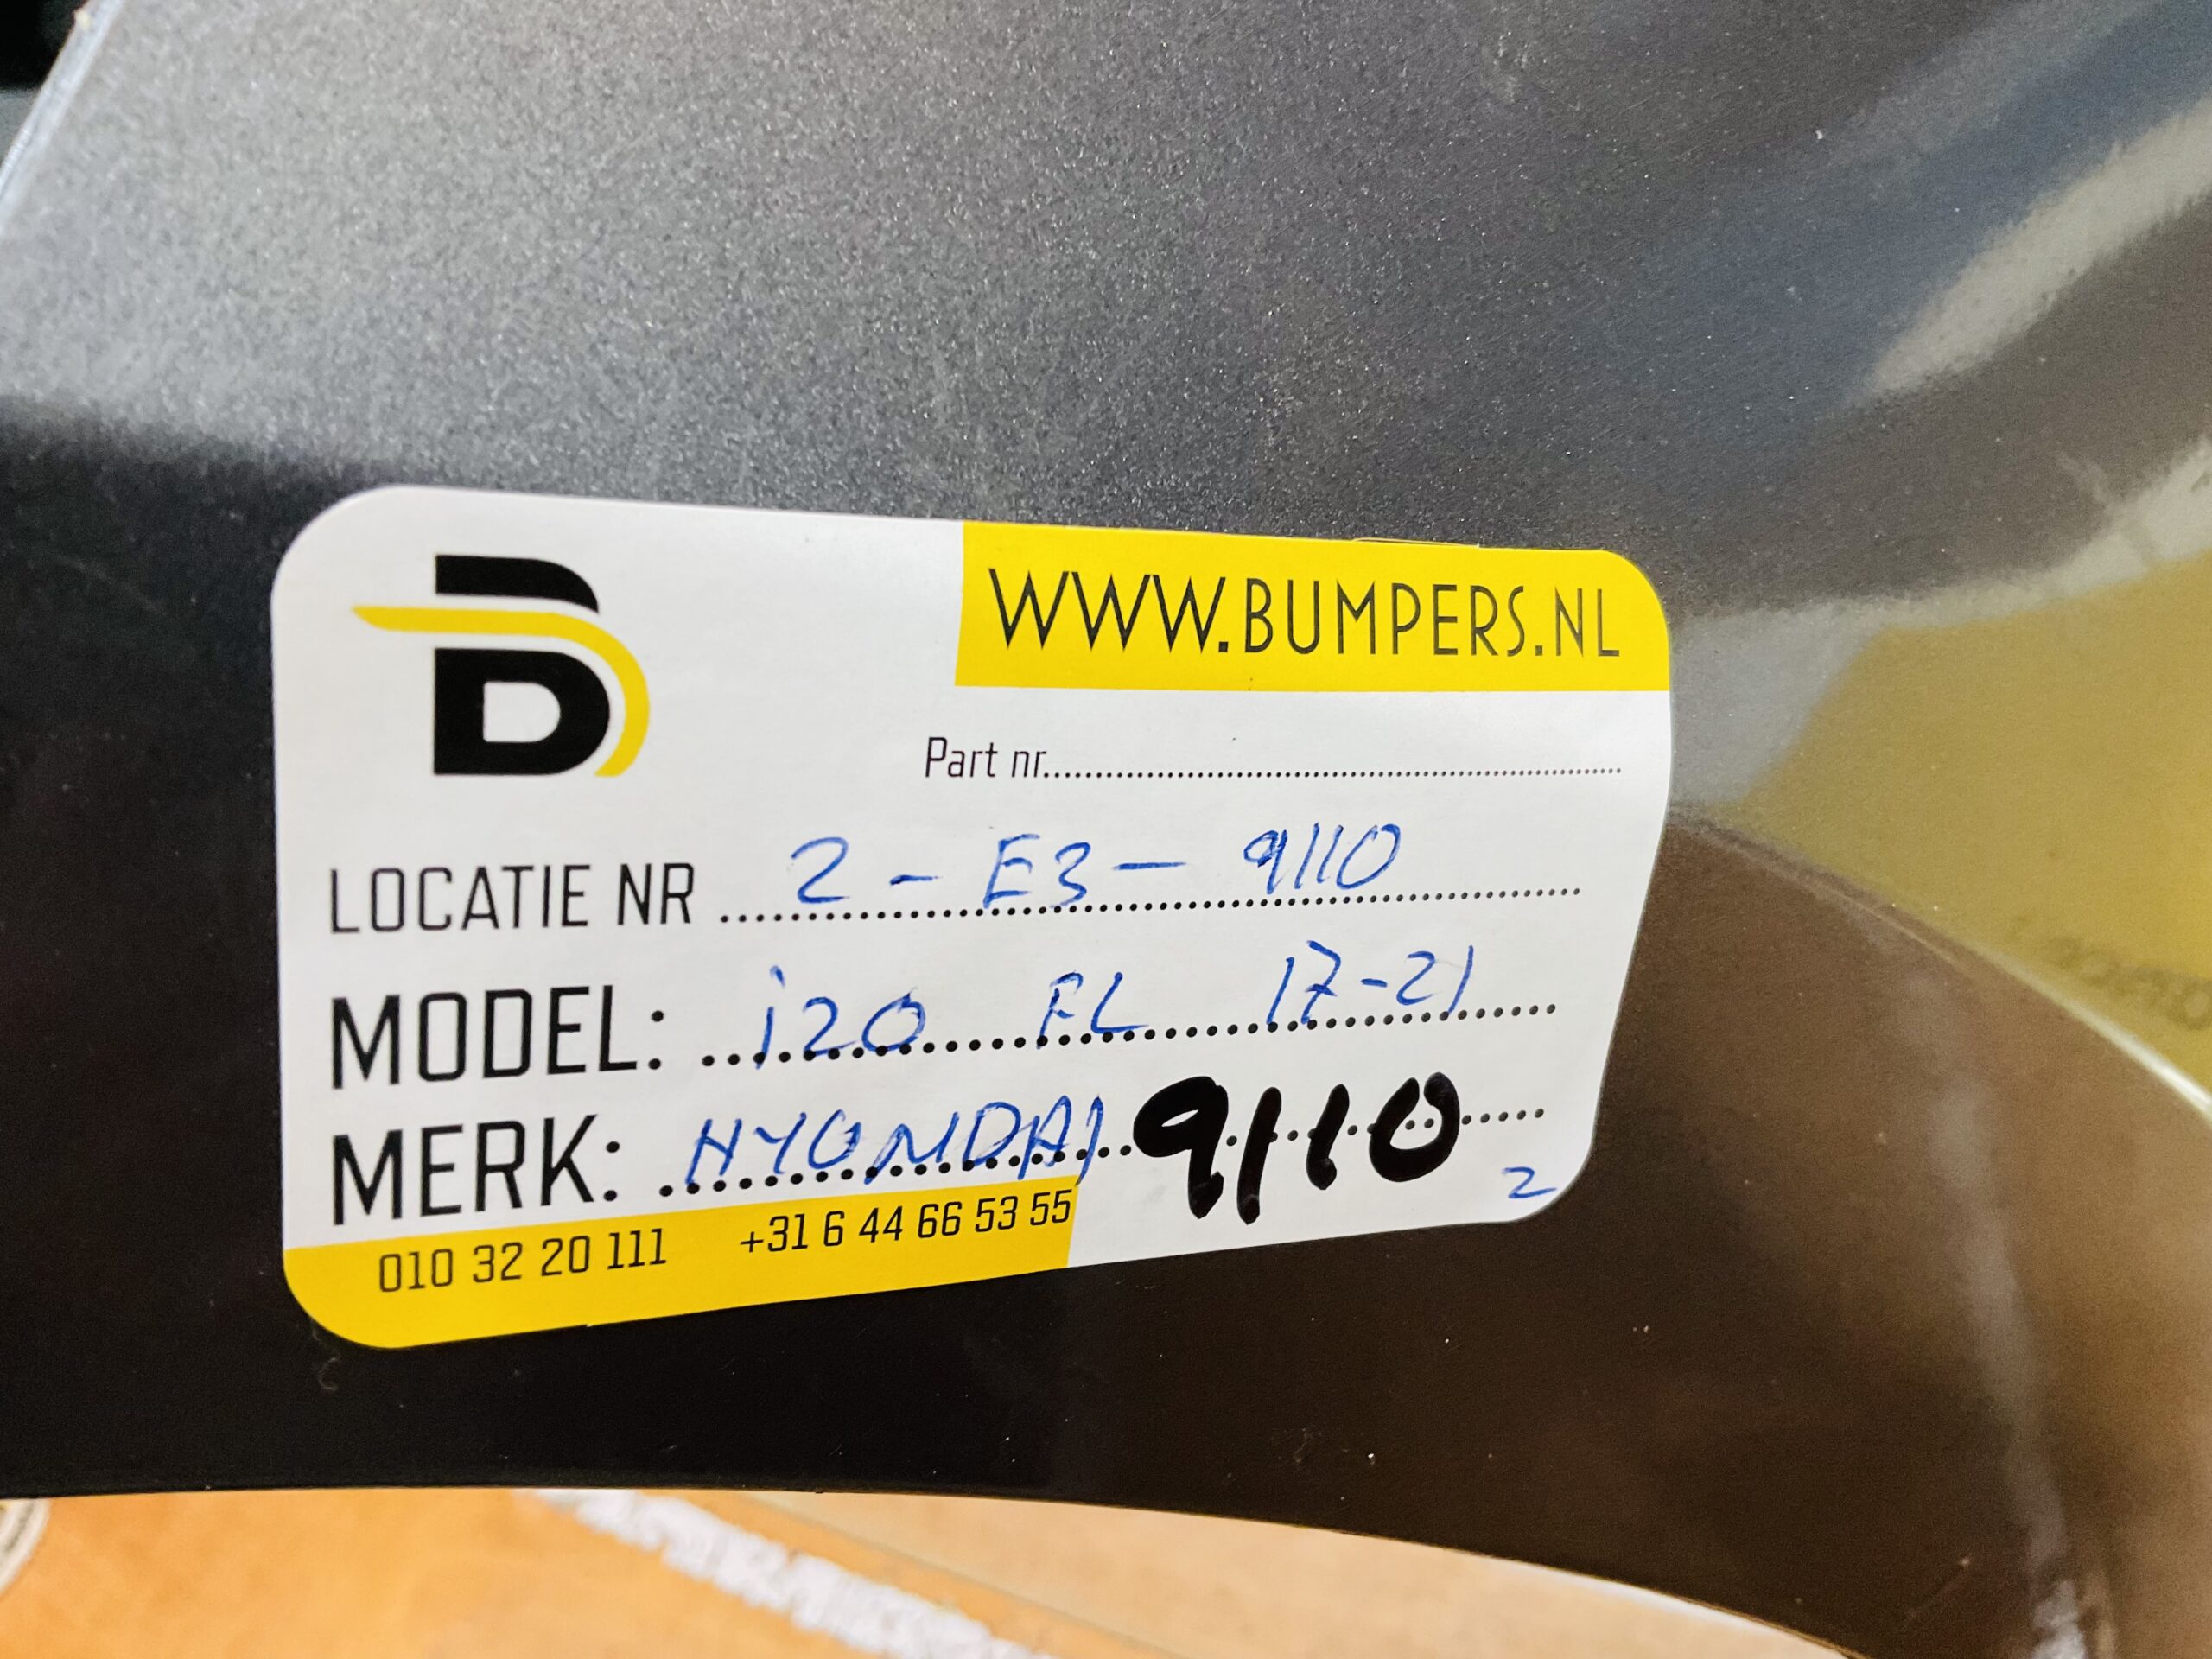 B
WWW.BUMPERS.NL
Part nr.
LOCATIE NR 2 - E3 - 9110
MODEL: i20 FL 17-21
MERK: HYUNDAI 9110
2
010 32 20 111 +31 6 44 66 53 55